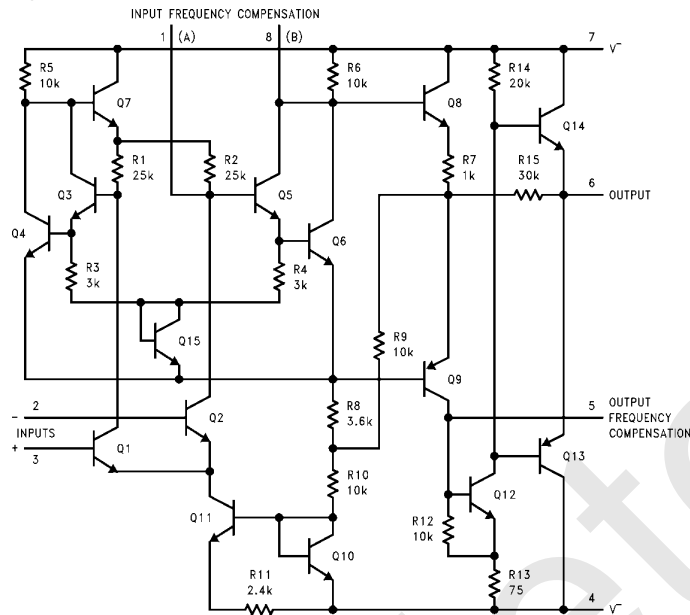 INPUT FREQUENCY COMPENSATION
1 (A)
8 (B)
7
V-
R5
10k
Q7
R6
10k
Q8
R14
20k
Q14
R1
25k
R2
25k
R7
1k
R15
30k
6
OUTPUT
Q3
Q5
Q4
Q6
R3
3k
R4
3k
Q15
R9
10k
Q9
- 2
Q2
R8
3.6k
5
OUTPUT
FREQUENCY
COMPENSATION
INPUTS
+ 3
Q1
R10
10k
Q13
Q12
Q11
R12
10k
Q10
R11
2.4k
R13
75
4
V-